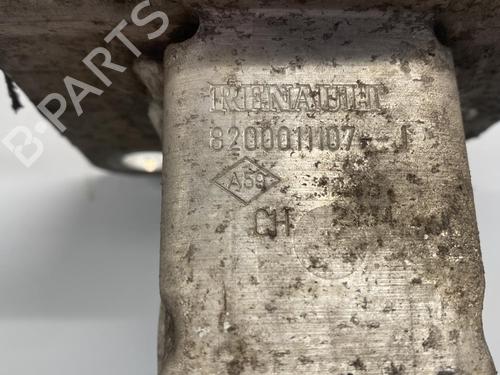 B-PARTS
RENAULT
8200011107--J
A59
CH